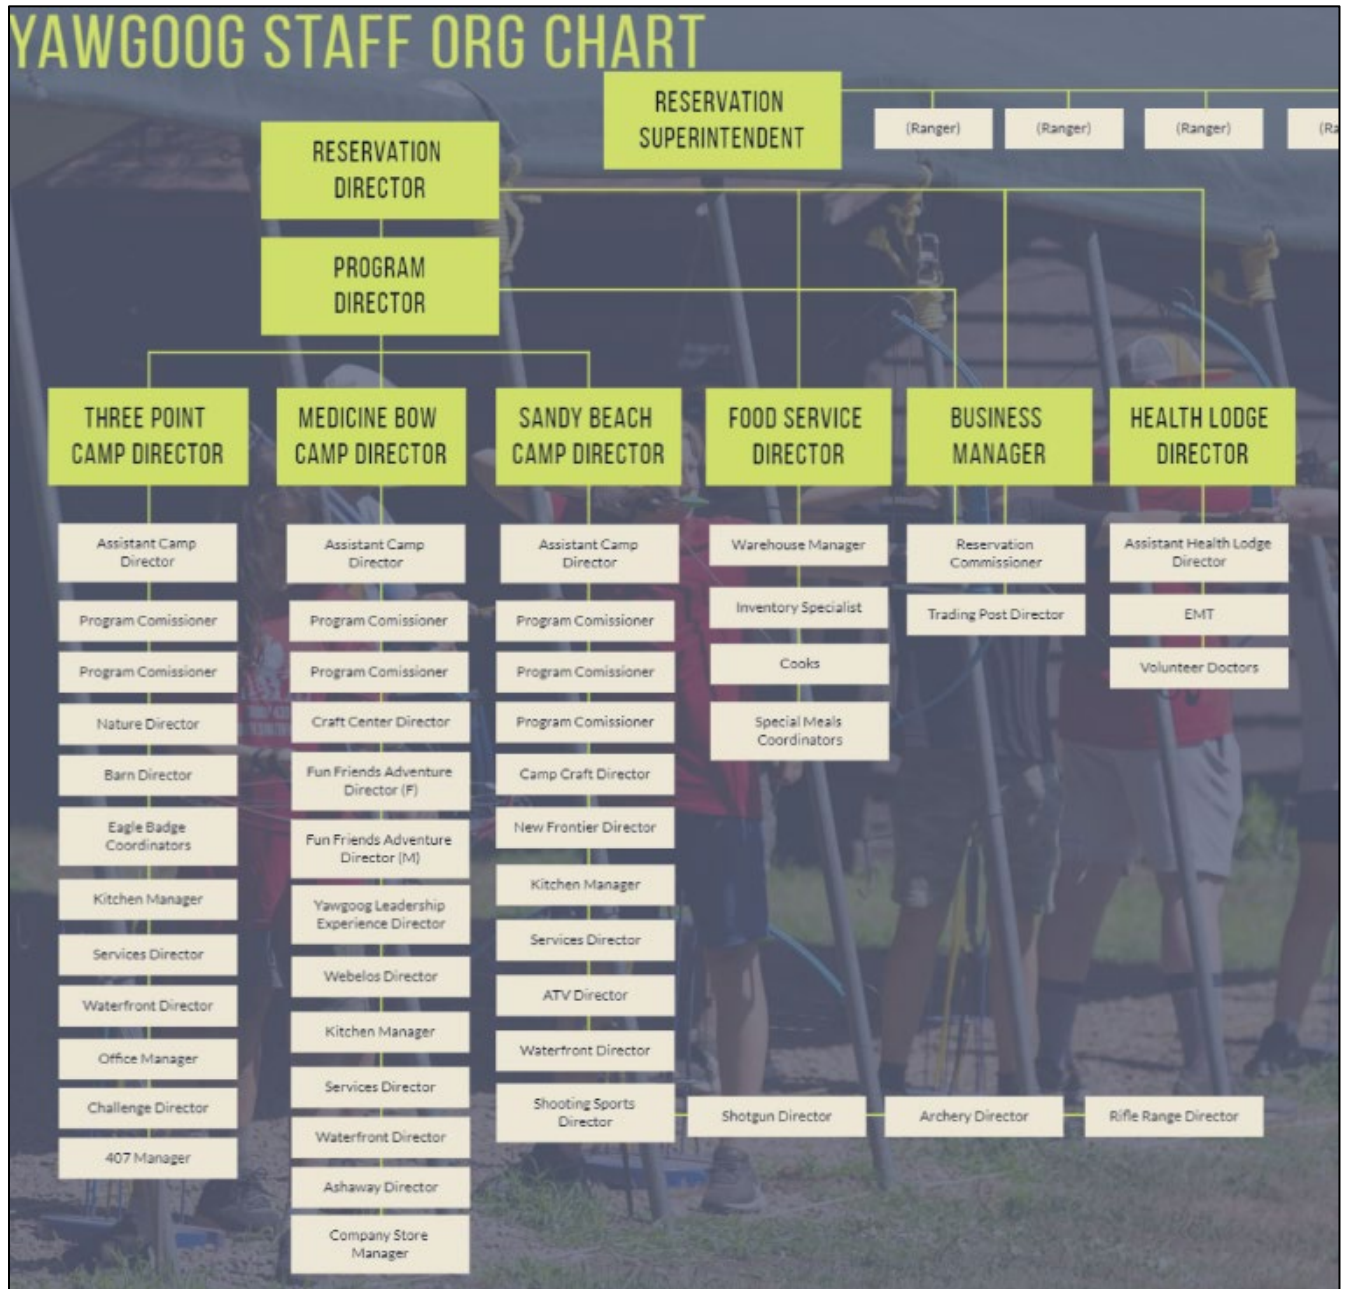 YAWGOOG STAFF ORG CHART
RESERVATION
SUPERINTENDENT
(Ranger)
(Ranger)
(Ranger)
(Ra
RESERVATION
DIRECTOR
PROGRAM
DIRECTOR
THREE POINT
CAMP DIRECTOR
MEDICINE BOW
CAMP DIRECTOR
SANDY BEACH
CAMP DIRECTOR
FOOD SERVICE
DIRECTOR
BUSINESS
MANAGER
HEALTH LODGE
DIRECTOR
Assistant Camp
Director
Program Comissioner
Program Comissioner
Nature Director
Barn Director
Eagle Badge
Coordinators
Kitchen Manager
Services Director
Waterfront Director
Office Manager
Challenge Director
407 Manager
Assistant Camp
Director
Program Comissioner
Program Comissioner
Craft Center Director
Fun Friends Adventure
Director (F)
Fun Friends Adventure
Director (M)
Yawgoog Leadership
Experience Director
Webelos Director
Kitchen Manager
Services Director
Waterfront Director
Ashaway Director
Company Store
Manager
Assistant Camp
Director
Program Comissioner
Program Comissioner
Program Comissioner
Camp Craft Director
New Frontier Director
Kitchen Manager
Services Director
ATV Director
Waterfront Director
Shooting Sports
Director
Shotgun Director
Archery Director
Rifle Range Director
Warehouse Manager
Inventory Specialist
Cooks
Special Meals
Coordinators
Reservation
Commissioner
Trading Post Director
Assistant Health Lodge
Director
EMT
Volunteer Doctors